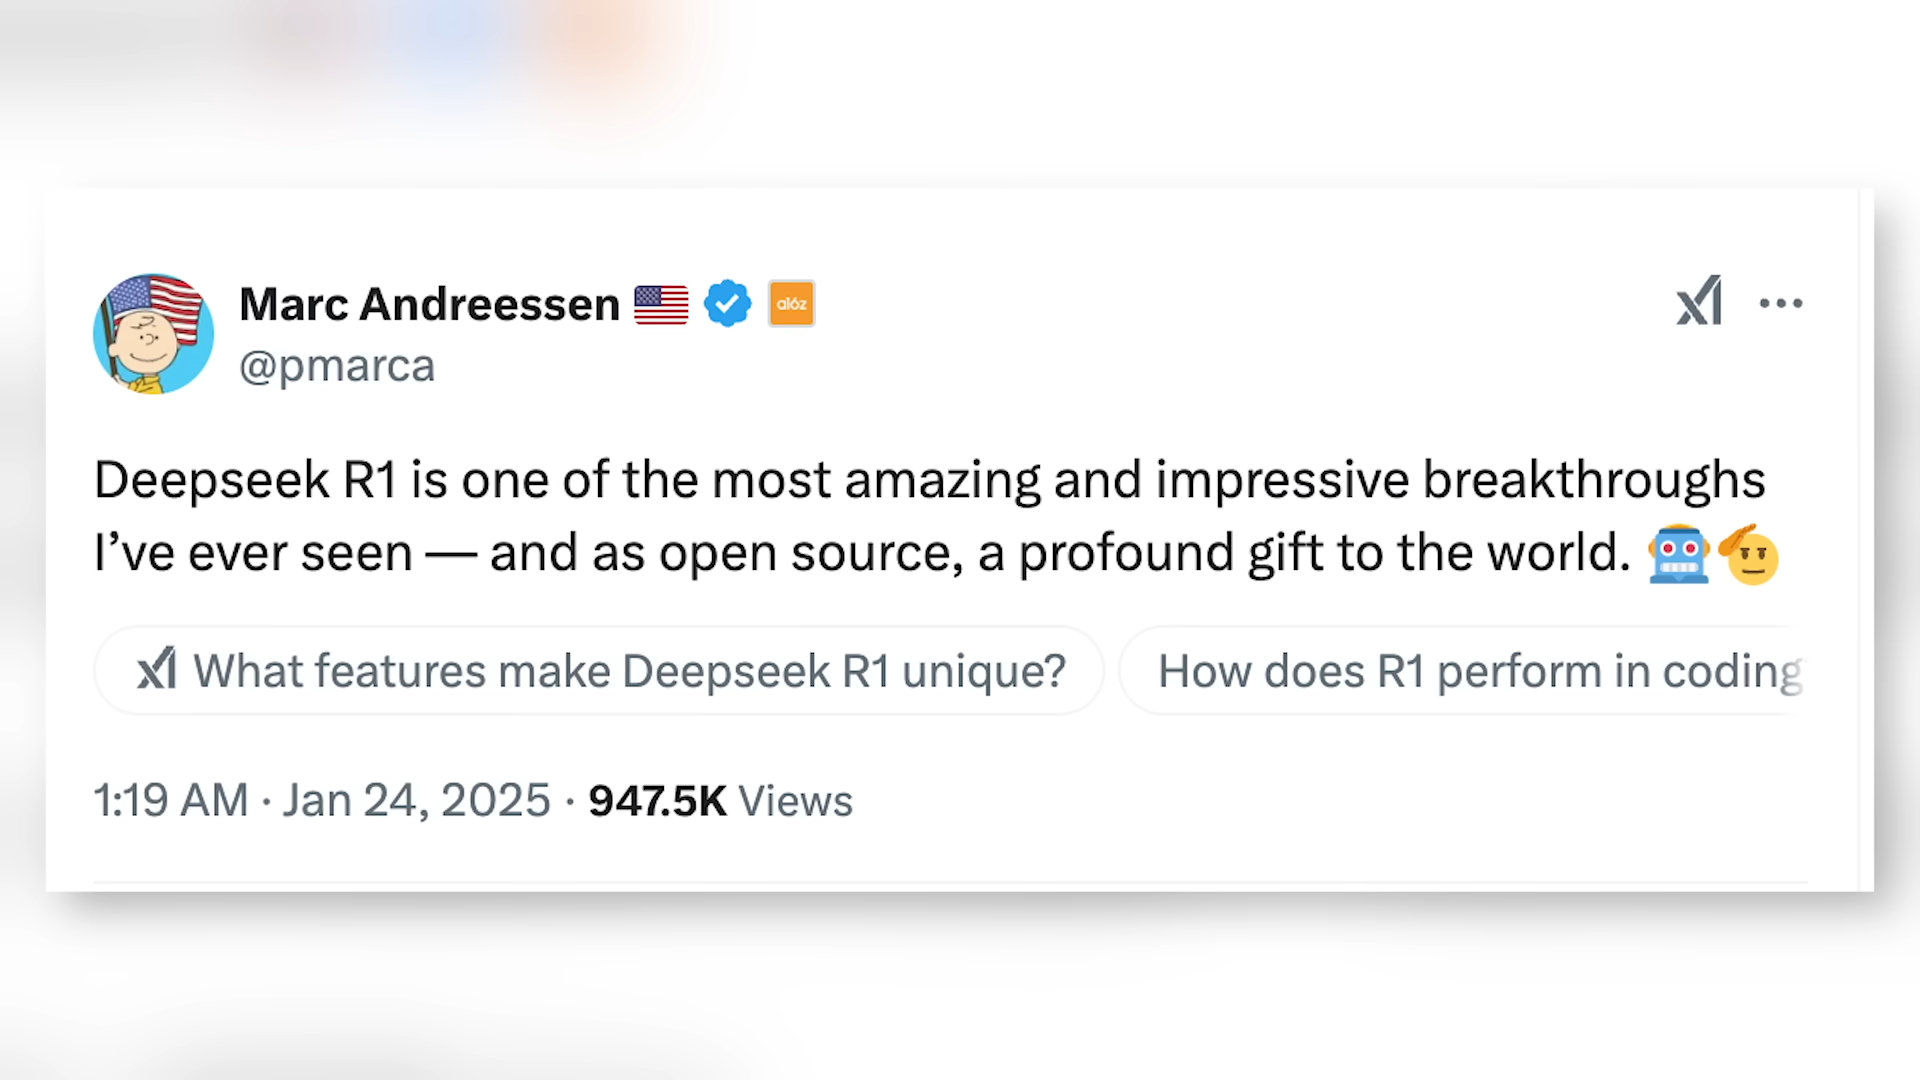 Marc Andreessen 🇺🇸 a16z
@pmarca
Deepseek R1 is one of the most amazing and impressive breakthroughs
I’ve ever seen — and as open source, a profound gift to the world. 🤖🫡
What features make Deepseek R1 unique?
How does R1 perform in coding
1:19 AM · Jan 24, 2025 · 947.5K Views